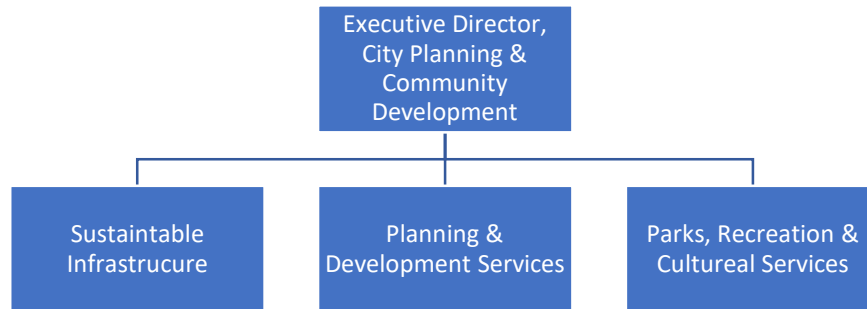 Executive Director,
City Planning &
Community
Development
Sustaintable
Infrastrucure
Planning &
Development Services
Parks, Recreation &
Cultureal Services